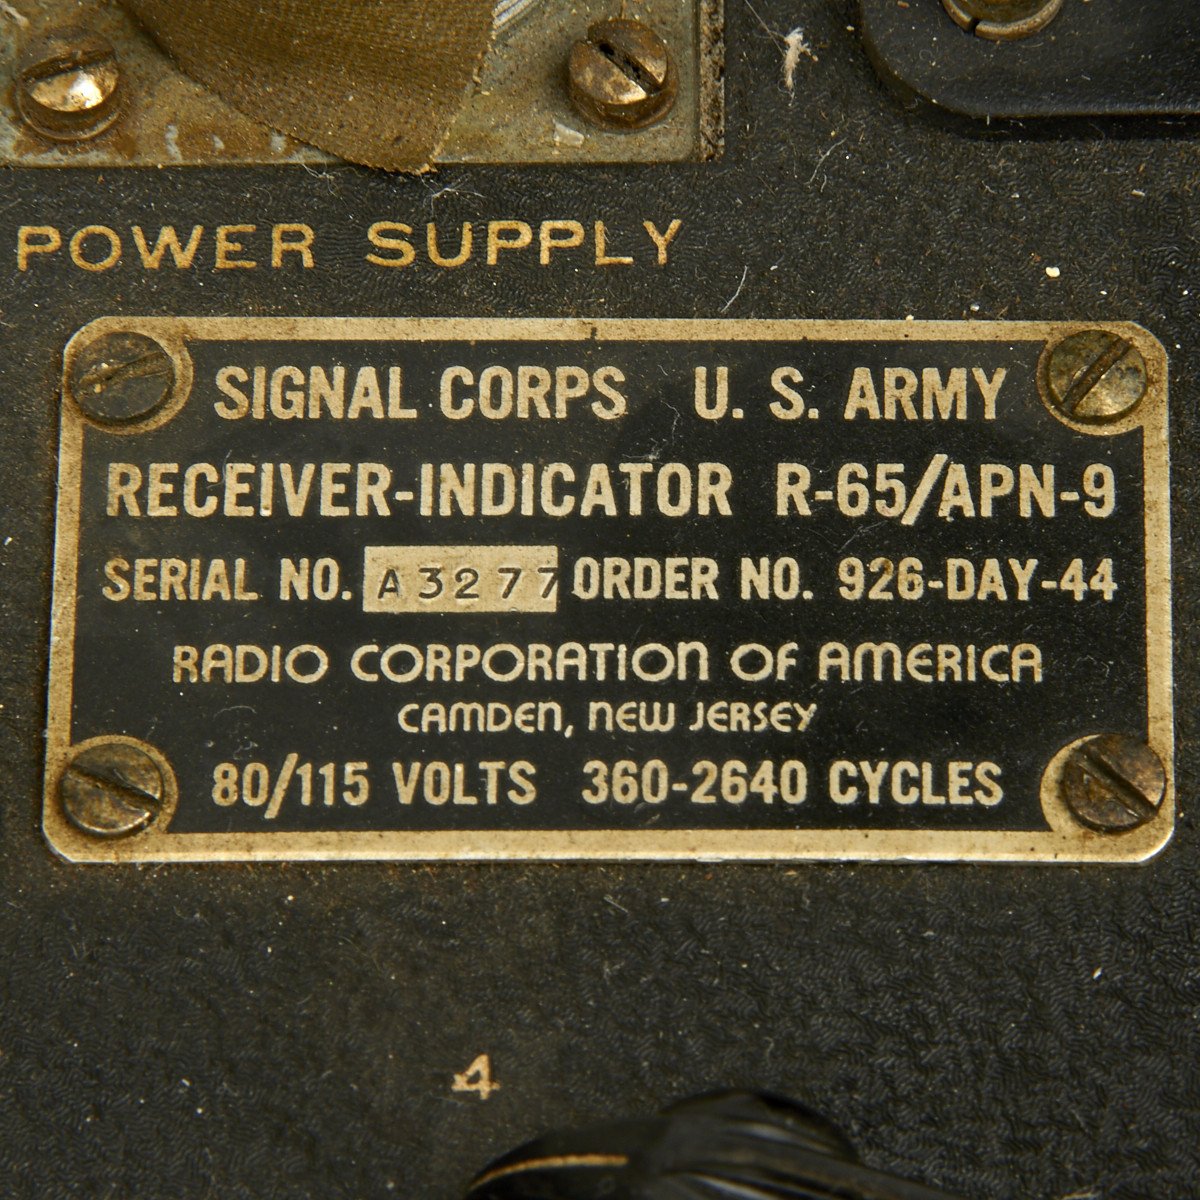 POWER SUPPLY
SIGNAL CORPS U. S. ARMY
RECEIVER-INDICATOR R-65/APN-9
SERIAL NO. A3277 ORDER NO. 926-DAY-44
RADIO CORPORATION OF AMERICA
CAMDEN, NEW JERSEY
80/115 VOLTS 360-2640 CYCLES
4